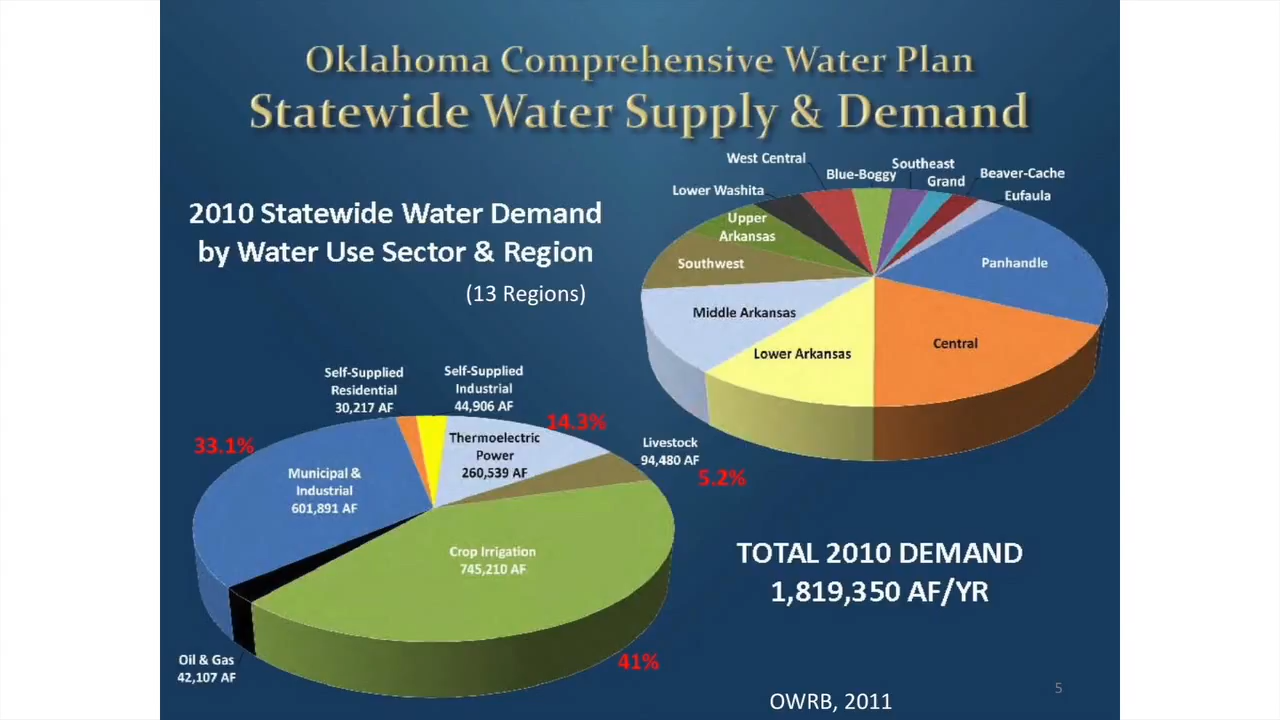 Oklahoma Comprehensive Water Plan
Statewide Water Supply & Demand
2010 Statewide Water Demand
by Water Use Sector & Region
(13 Regions)
West Central
Southeast
Blue-Boggy
Grand
Beaver-Cache
Lower Washita
Eufaula
Upper
Arkansas
Southwest
Panhandle
Middle Arkansas
Central
Lower Arkansas
Self-Supplied
Residential
30,217 AF
Self-Supplied
Industrial
44,906 AF
14.3%
33.1%
Thermoelectric
Power
260,539 AF
Livestock
94,480 AF
5.2%
Municipal &
Industrial
601,891 AF
Crop Irrigation
745,210 AF
TOTAL 2010 DEMAND
1,819,350 AF/YR
Oil & Gas
42,107 AF
41%
OWRB, 2011
5